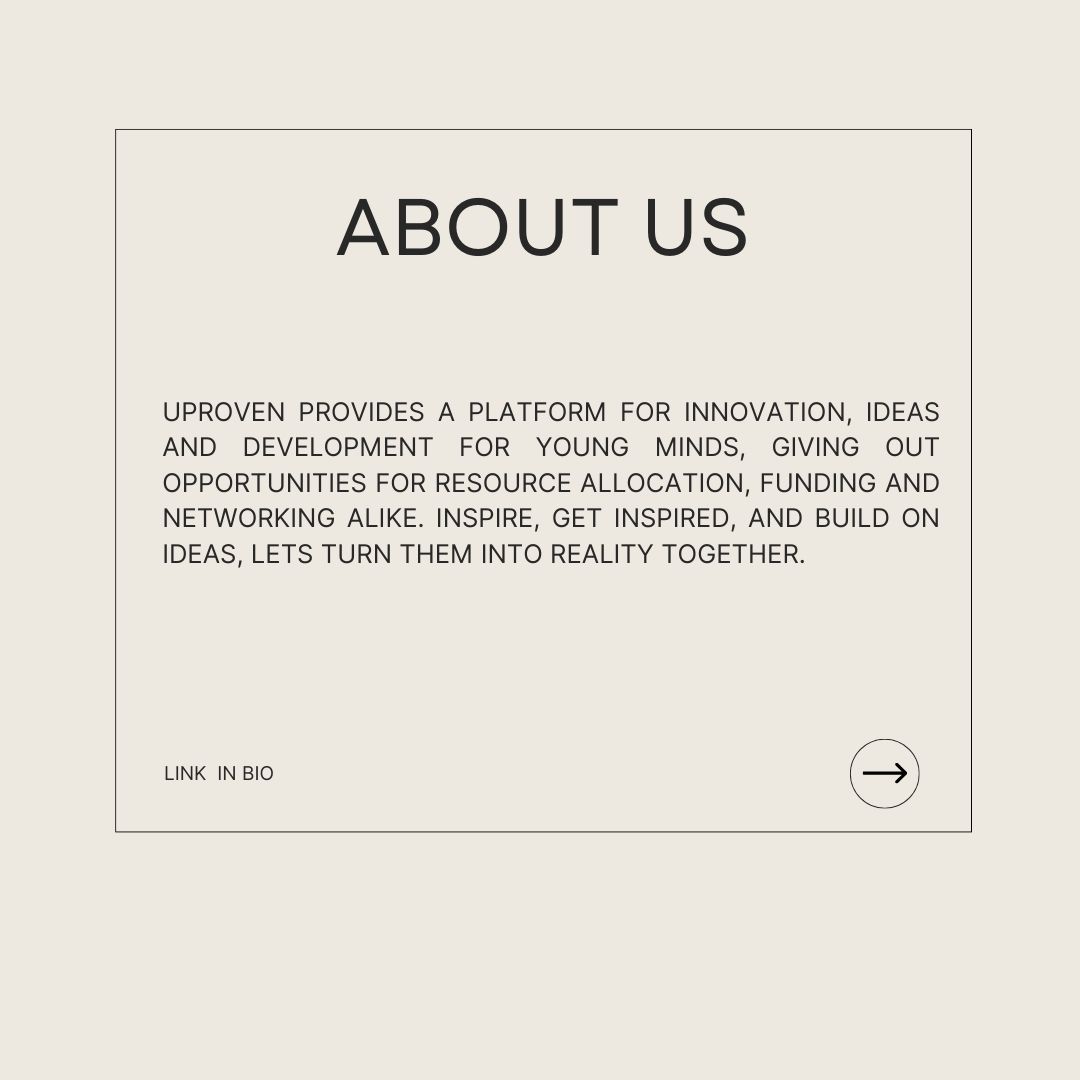 ABOUT US
UPROVEN PROVIDES A PLATFORM FOR INNOVATION, IDEAS
AND DEVELOPMENT FOR YOUNG MINDS, GIVING OUT
OPPORTUNITIES FOR RESOURCE ALLOCATION, FUNDING AND
NETWORKING ALIKE. INSPIRE, GET INSPIRED, AND BUILD ON
IDEAS, LETS TURN THEM INTO REALITY TOGETHER.
LINK  IN BIO